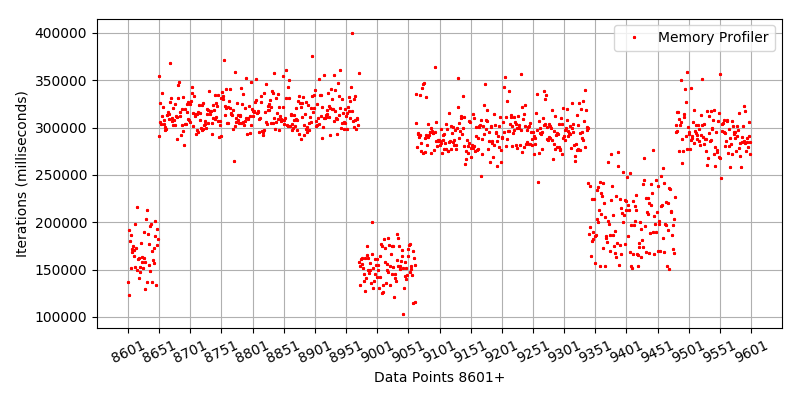 Memory Profiler
400000
350000
300000
250000
200000
150000
100000
Iterations (milliseconds)
8601 8651 8701 8751 8801 8851 8901 8951 9001 9051 9101 9151 9201 9251 9301 9351 9401 9451 9501 9551 9601
Data Points 8601+